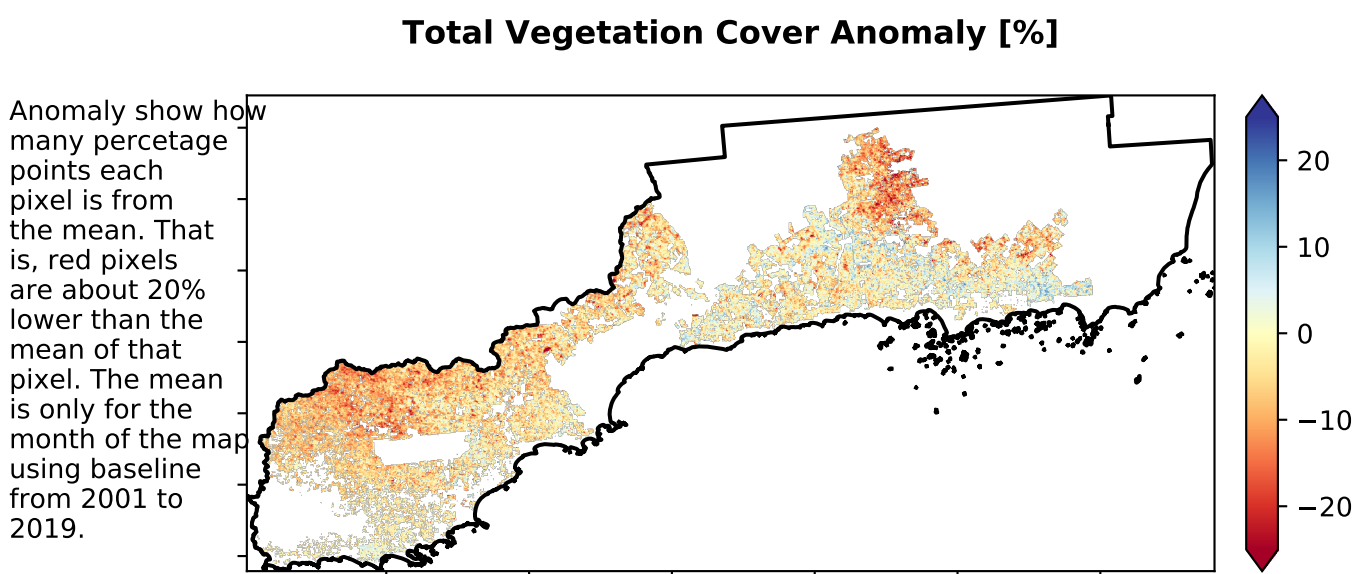 Total Vegetation Cover Anomaly [%]
Anomaly show how
many percetage
points each
pixel is from
the mean. That
is, red pixels
are about 20%
lower than the
mean of that
pixel. The mean
is only for the
month of the map
using baseline
from 2001 to
2019.
20
10
0
−10
−20